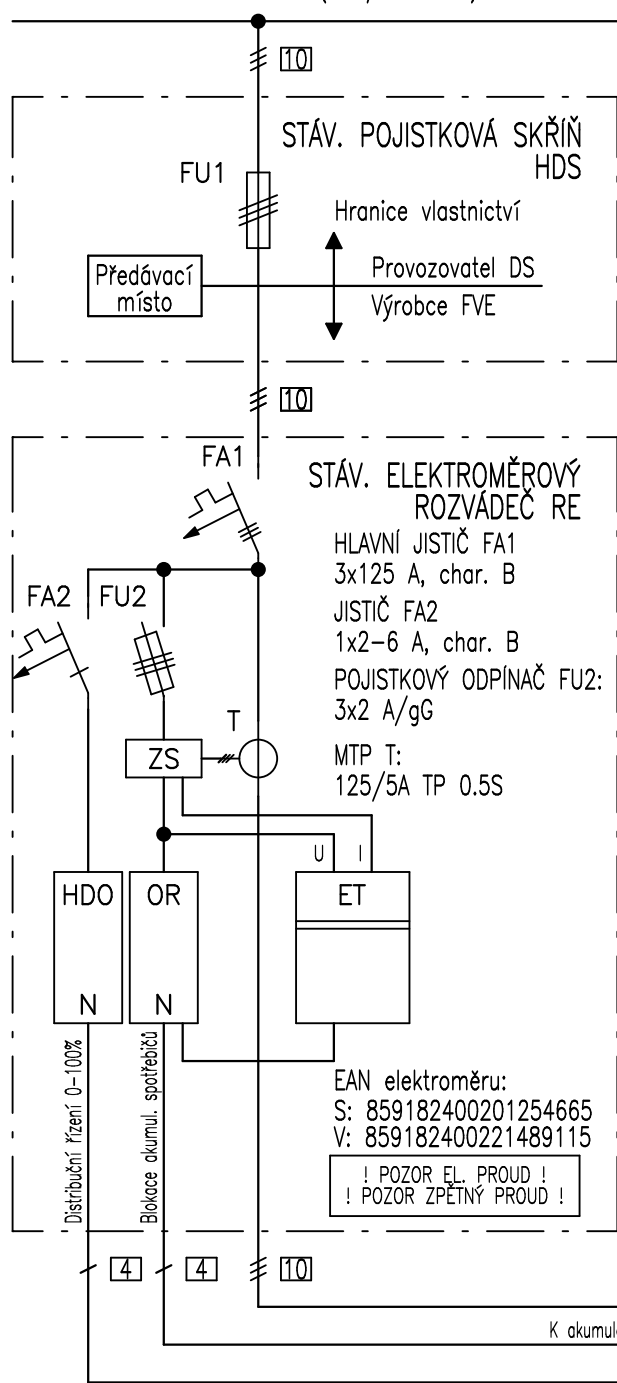 10
STÁV. POJISTKOVÁ SKŘÍŇ
HDS
FU1
Hranice vlastnictví
Předávací
místo
Provozovatel DS
Výrobce FVE
10
FA1
STÁV. ELEKTROMĚROVÝ
ROZVÁDEČ RE
HLAVNÍ JISTIČ FA1
3x125 A, char. B
FA2
FU2
JISTIČ FA2
1x2-6 A, char. B
POJISTKOVÝ ODPÍNAČ FU2:
3x2 A/gG
T
ZS
MTP T:
125/5A TP 0.5S
U
I
HDO
OR
ET
N
N
Distribuční řízení 0-100%
Blokace akumul. spotřebičů
EAN elektroměru:
S: 859182400201254665
V: 859182400221489115
! POZOR EL. PROUD !
! POZOR ZPĚTNÝ PROUD !
4
4
10
K akumul